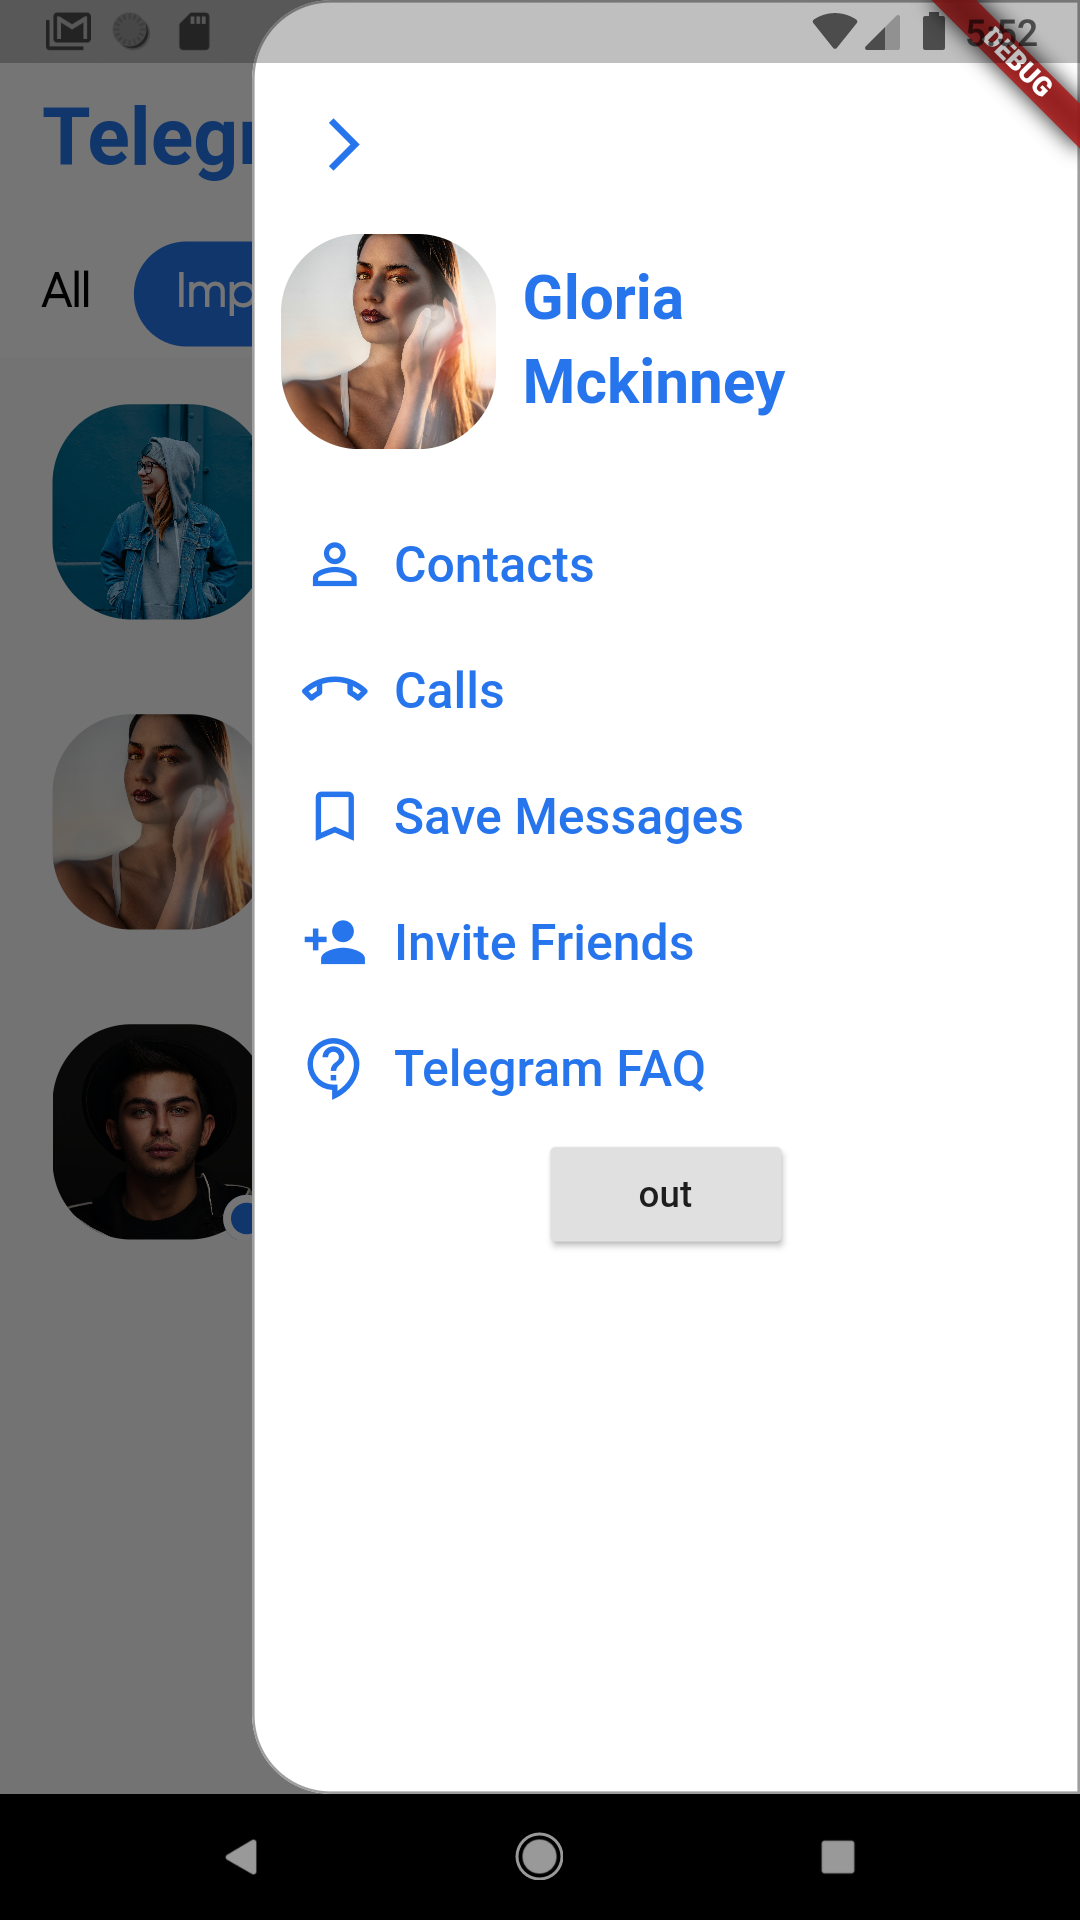 5:52
DEBUG
Telegr
All
Imp
Gloria
Mckinney
Contacts
Calls
Save Messages
Invite Friends
Telegram FAQ
out